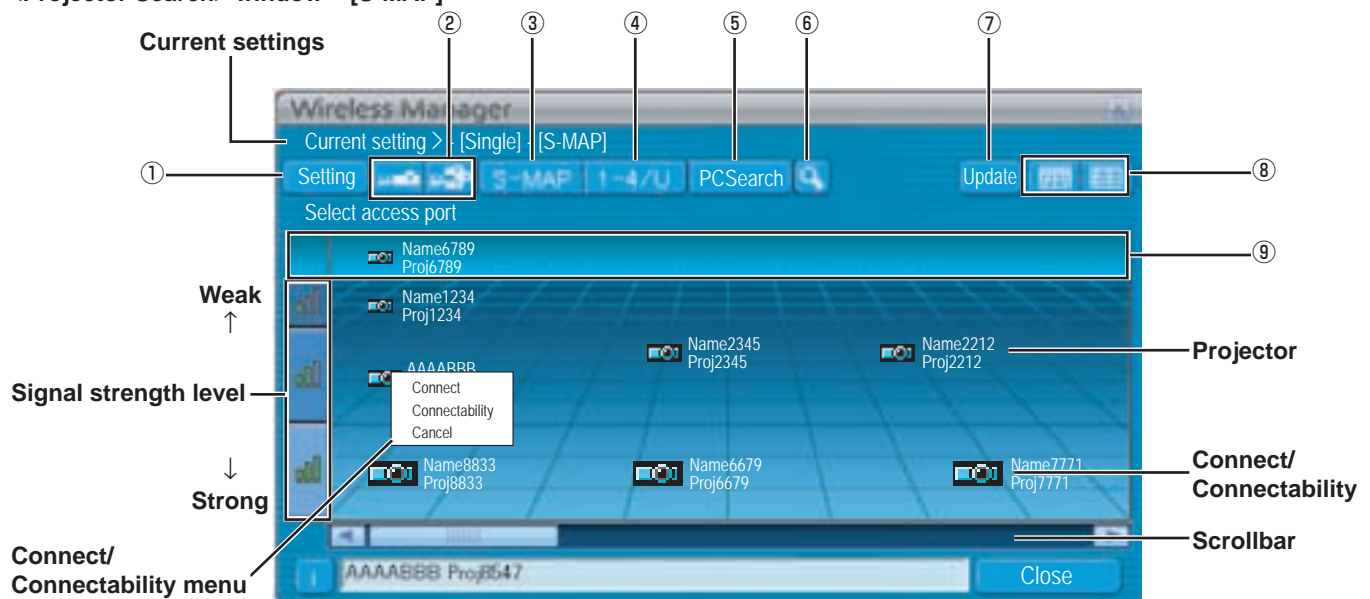 <Projector Search> window – [S-MAP]
② ③ ④ ⑤ ⑥ ⑦
Current settings
Wireless Manager
Current setting > - [Single] - [S-MAP]
①
Setting
S-MAP
1-4/U
PCSearch
Update
⑧
Select access port
Name6789
Proj6789
⑨
Weak
↑
Name1234
Proj1234
Name2345
Proj2345
Name2212
Proj2212
Projector
AAAABBB
Signal strength level
Connect
Connectability
Cancel
↓
Strong
Name8833
Proj8833
Name6679
Proj6679
Name7771
Proj7771
Connect/
Connectability
Scrollbar
Connect/
Connectability menu
i
AAAABBB Proj8547
Close